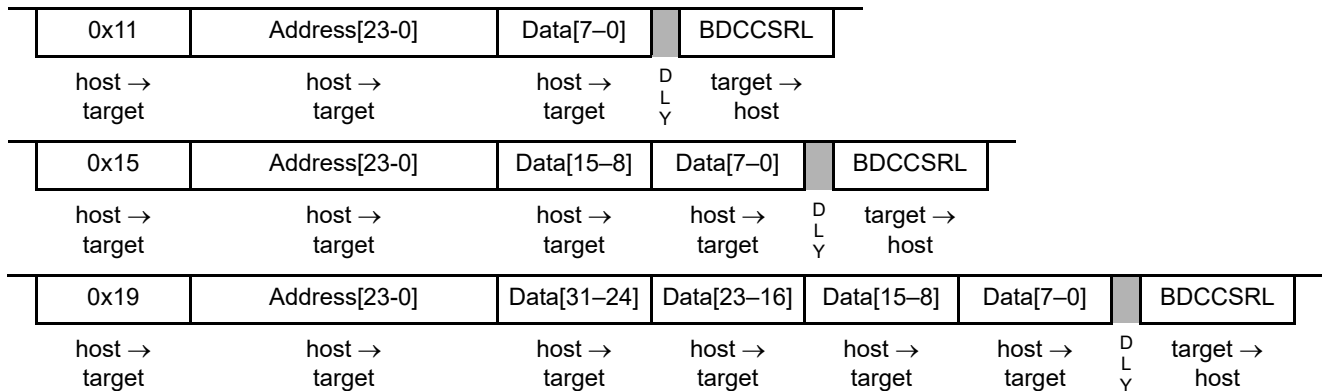 0x11 Address[23-0] Data[7–0] BDCCSRL
host → host → host → D L Y target →
target target target host
0x15 Address[23-0] Data[15–8] Data[7–0] BDCCSRL
host → host → host → host → D L Y target →
target target target target host
0x19 Address[23-0] Data[31–24] Data[23–16] Data[15–8] Data[7–0] BDCCSRL
host → host → host → host → host → host → D L Y target →
target target target target target target host